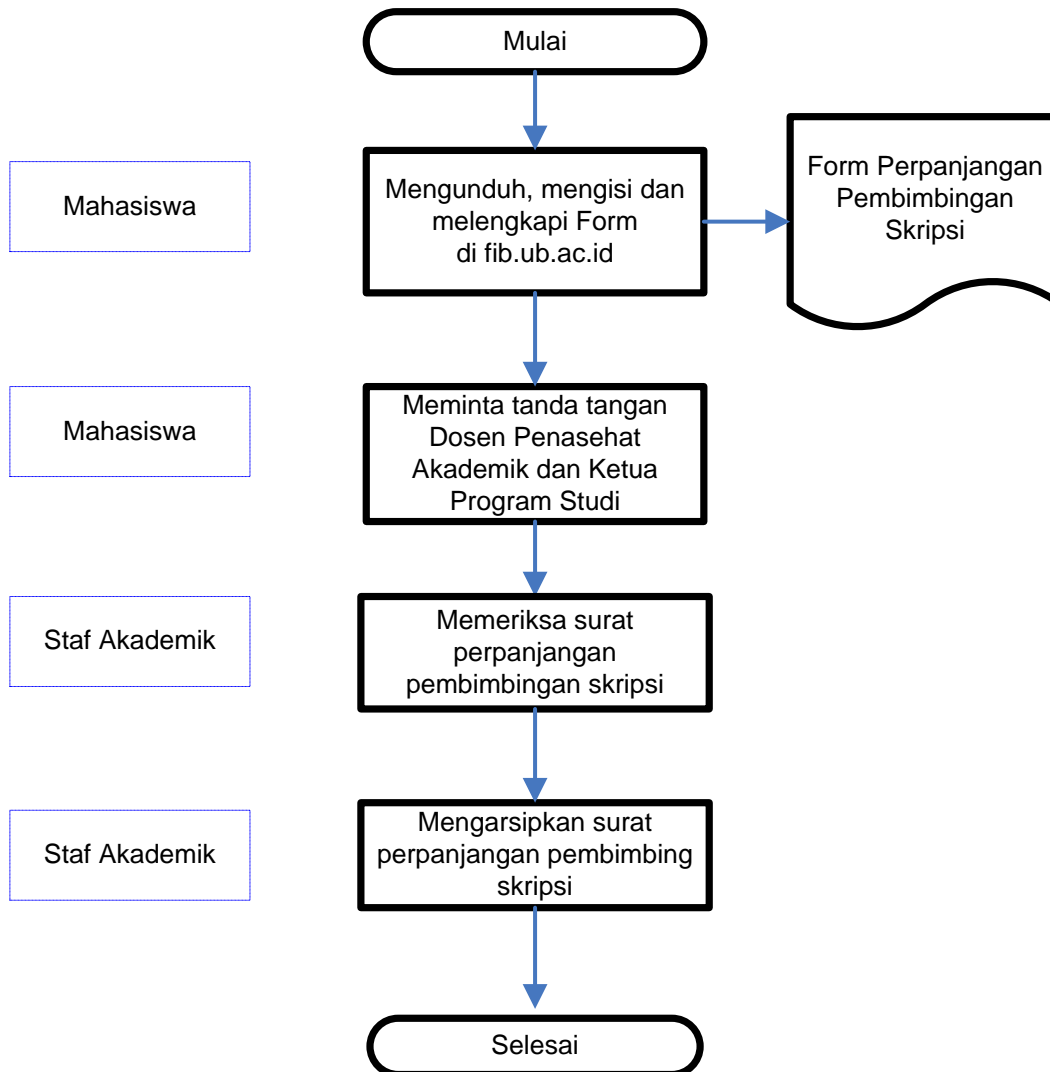 Mulai
Mahasiswa
Mengunduh, mengisi dan
melengkapi Form
di fib.ub.ac.id
Form Perpanjangan
Pembimbingan
Skripsi
Mahasiswa
Meminta tanda tangan
Dosen Penasehat
Akademik dan Ketua
Program Studi
Staf Akademik
Memeriksa surat
perpanjangan
pembimbingan skripsi
Staf Akademik
Mengarsipkan surat
perpanjangan pembimbing
skripsi
Selesai